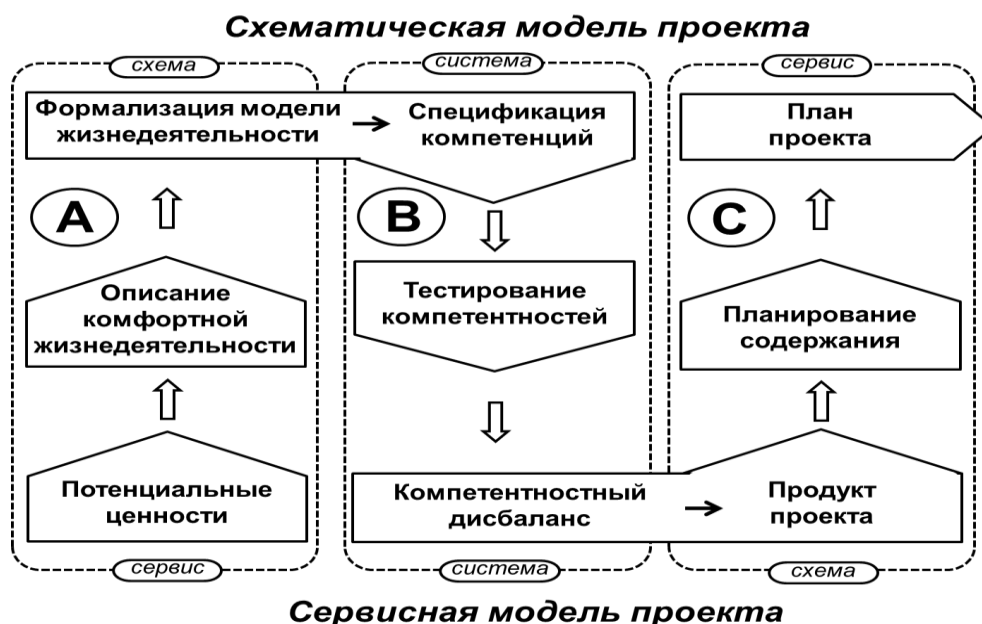 Схематическая модель проекта
схема
система
сервис
Формализация модели
жизнедеятельности
Спецификация
компетенций
План
проекта
A
B
C
Описание
комфортной
жизнедеятельности
Тестирование
компетентностей
Планирование
содержания
Потенциальные
ценности
Компетентностный
дисбаланс
Продукт
проекта
сервис
система
схема
Сервисная модель проекта